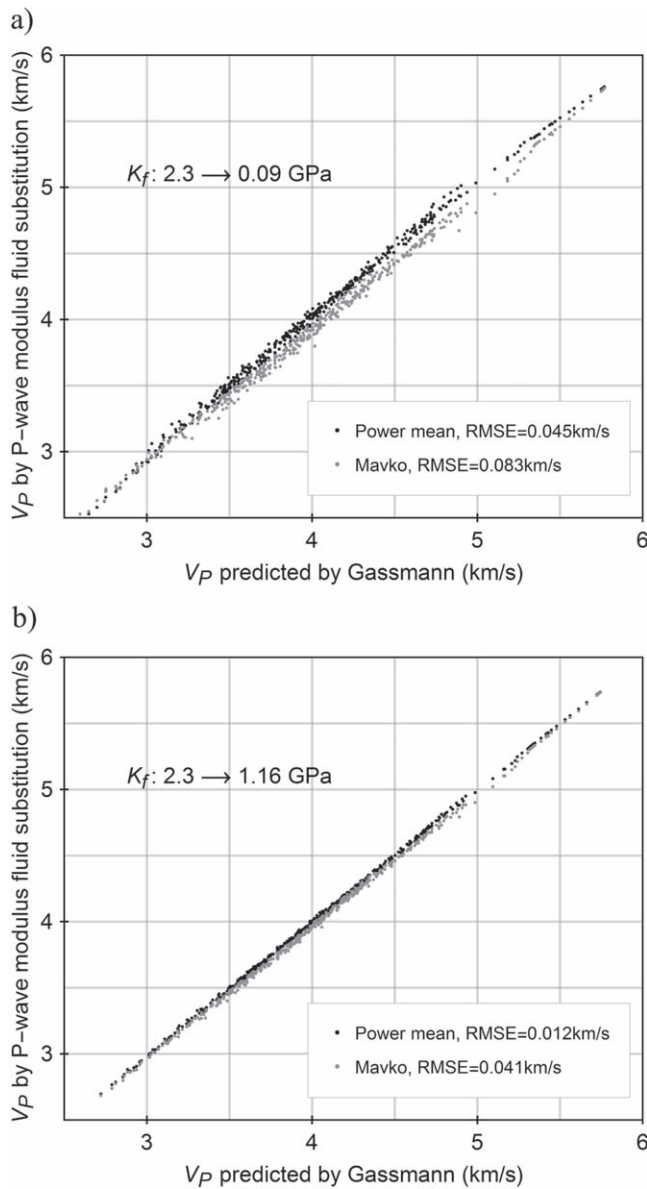 a)
6
5
4
3
V_P by P−wave modulus fluid substitution (km/s)
K_f: 2.3 ⟶ 0.09 GPa
Power mean, RMSE=0.045km/s
Mavko, RMSE=0.083km/s
3 4 5 6
V_P predicted by Gassmann (km/s)
b)
6
5
4
3
V_P by P−wave modulus fluid substitution (km/s)
K_f: 2.3 ⟶ 1.16 GPa
Power mean, RMSE=0.012km/s
Mavko, RMSE=0.041km/s
3 4 5 6
V_P predicted by Gassmann (km/s)